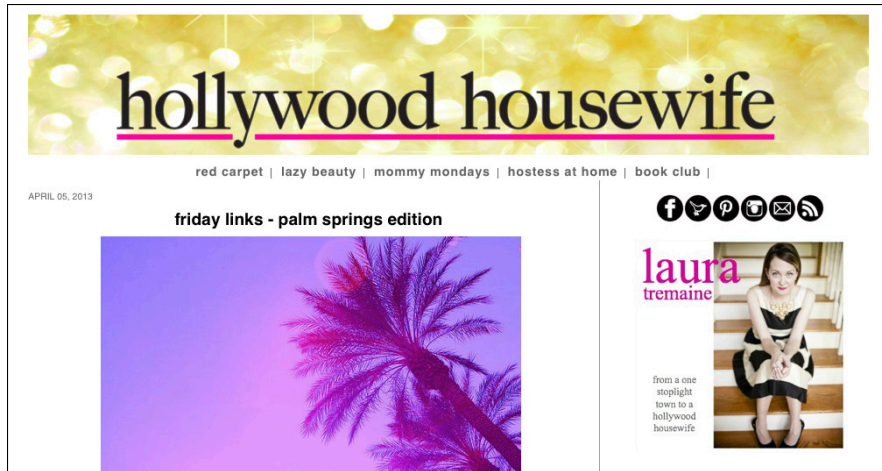 hollywood housewife
red carpet | lazy beauty | mommy mondays | hostess at home | book club |
APRIL 05, 2013
friday links - palm springs edition
laura
tremaine
from a one
stoplight
town to a
hollywood
housewife